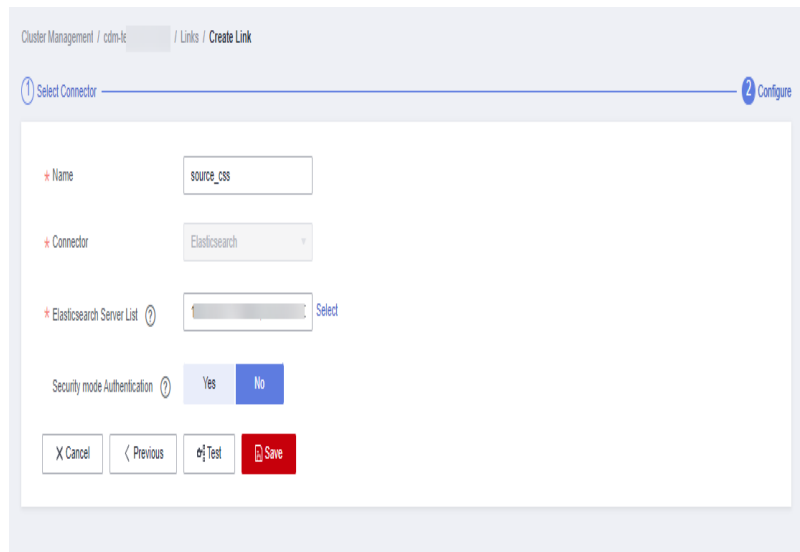 Cluster Management / cdm-te / Links / Create Link
1 Select Connector 2 Configure
* Name source_css
* Connector Elasticsearch
* Elasticsearch Server List ? Select
Security mode Authentication ? Yes No
X Cancel < Previous Test Save